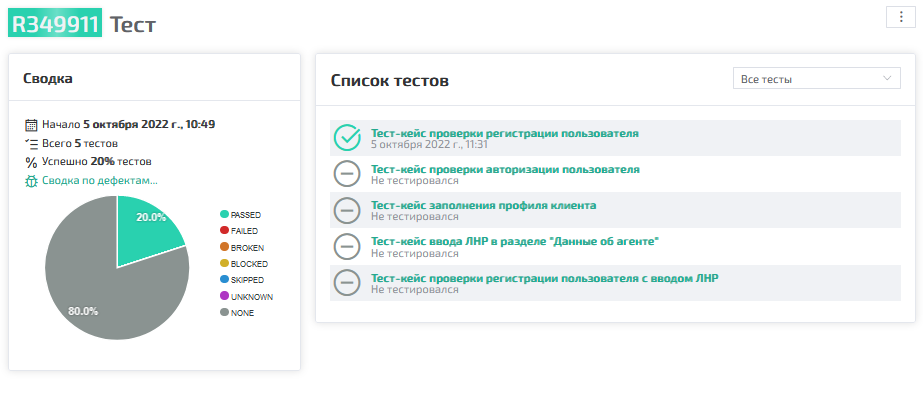 R349911 Тест
Сводка
Начало 5 октября 2022 г., 10:49
Всего 5 тестов
Успешно 20% тестов
Сводка по дефектам...
20.0%
80.0%
PASSED
FAILED
BROKEN
BLOCKED
SKIPPED
UNKNOWN
NONE
Список тестов
Все тесты
Тест-кейс проверки регистрации пользователя
5 октября 2022 г., 11:31
Тест-кейс проверки авторизации пользователя
Не тестировался
Тест-кейс заполнения профиля клиента
Не тестировался
Тест-кейс ввода ЛНР в разделе "Данные об агенте"
Не тестировался
Тест-кейс проверки регистрации пользователя с вводом ЛНР
Не тестировался